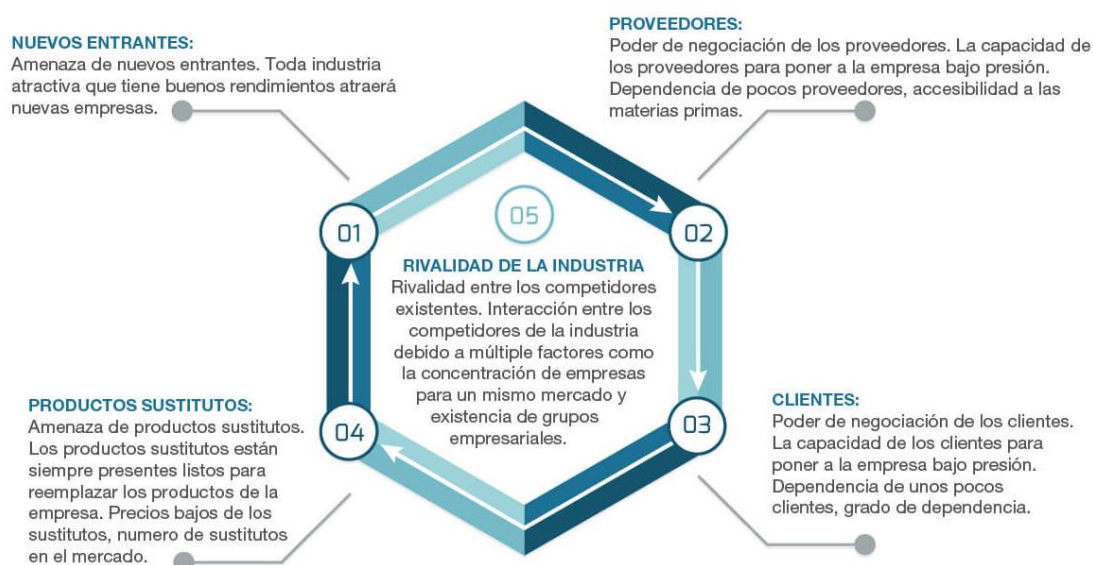 NUEVOS ENTRANTES:
Amenaza de nuevos entrantes. Toda industria
atractiva que tiene buenos rendimientos atraerá
nuevas empresas.
PROVEEDORES:
Poder de negociación de los proveedores. La capacidad de
los proveedores para poner a la empresa bajo presión.
Dependencia de pocos proveedores, accesibilidad a las
materias primas.
01
02
05
RIVALIDAD DE LA INDUSTRIA
Rivalidad entre los competidores
existentes. Interacción entre los
competidores de la industria
debido a múltiple factores como
la concentración de empresas
para un mismo mercado y
existencia de grupos
empresariales.
03
CLIENTES:
Poder de negociación de los clientes.
La capacidad de los clientes para
poner a la empresa bajo presión.
Dependencia de unos pocos
clientes, grado de dependencia.
04
PRODUCTOS SUSTITUTOS:
Amenaza de productos sustitutos.
Los productos sustitutos están
siempre presentes listos para
reemplazar los productos de la
empresa. Precios bajos de los
sustitutos, numero de sustitutos
en el mercado.